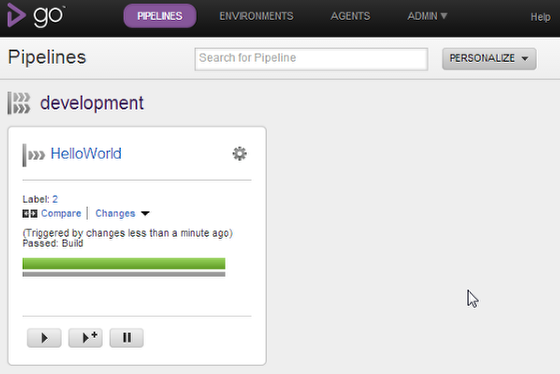 go™ PIPELINES ENVIRONMENTS AGENTS ADMIN Help
Pipelines Search for Pipeline PERSONALIZE
development
HelloWorld
Label: 2
Compare Changes
(Triggered by changes less than a minute ago)
Passed: Build